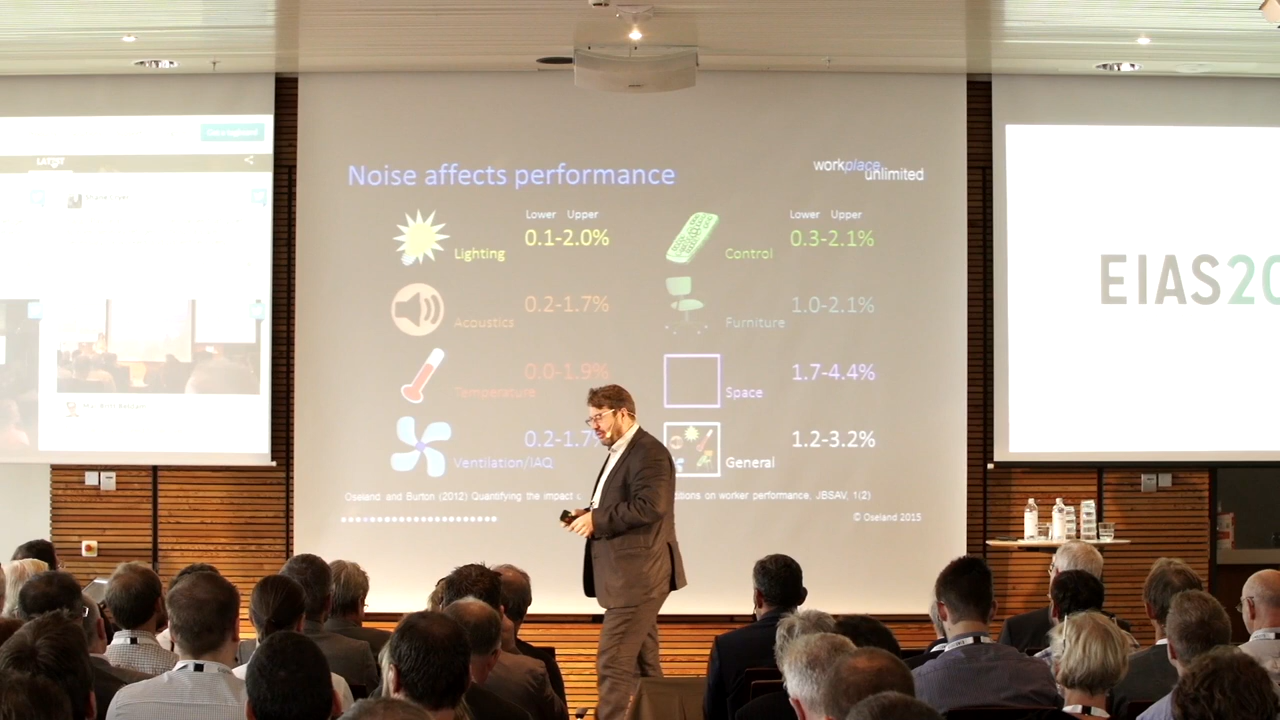 LATEST
Noise affects performance
workplace
unlimited
Lower Upper
Lower Upper
Lighting
0.1-2.0%
Control
0.3-2.1%
Acoustics
0.2-1.7%
Furniture
1.0-2.1%
Temperature
0.0-1.9%
Space
1.7-4.4%
Ventilation/IAQ
0.2-1.7
General
1.2-3.2%
Oseland and Burton (2012) Quantifying the impact on worker performance, JBSAV, 1(2)
© Oseland 2015
EIAS20